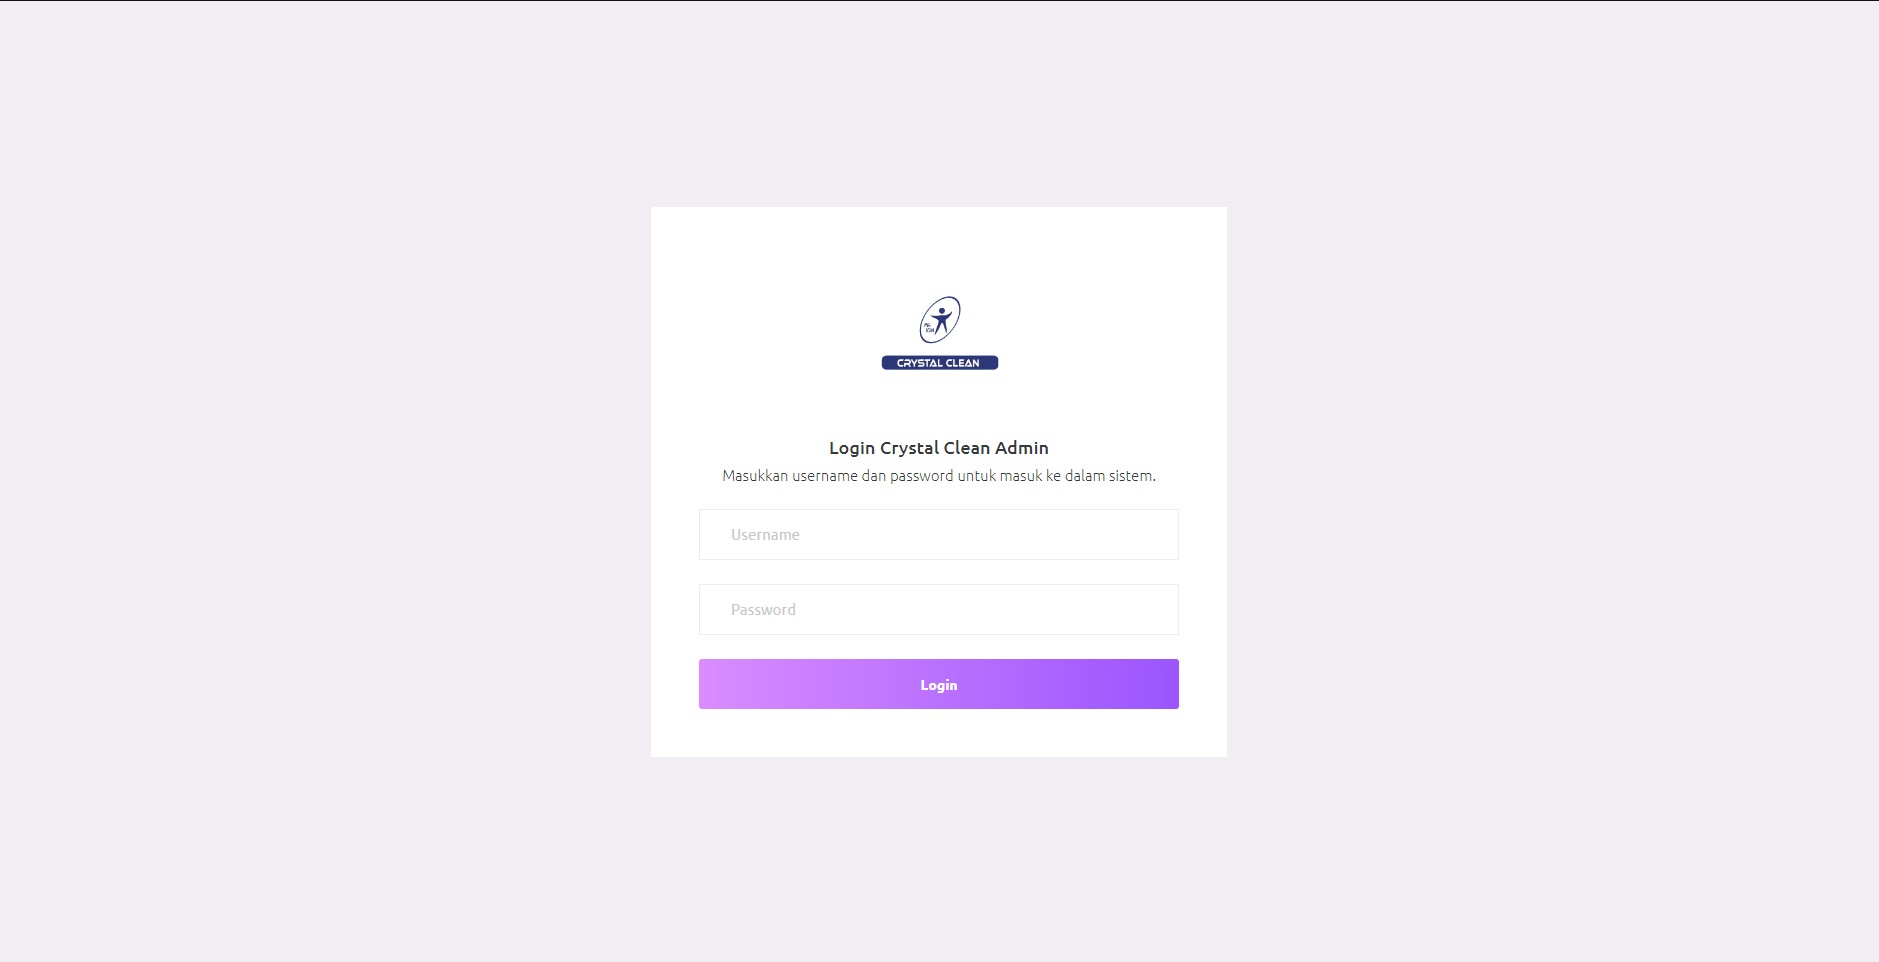 CRYSTAL CLEAN
Login Crystal Clean Admin
Masukkan username dan password untuk masuk ke dalam sistem.
Username
Password
Login